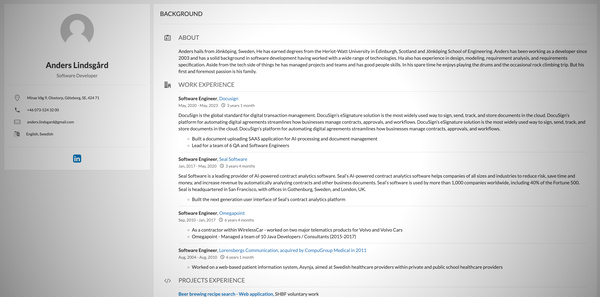 BACKGROUND
Anders Lindsgård
Software Developer
Olovstorp, Göteborg, SE, 424 71
anders.lindsgard@gmail.com
English, Swedish
ABOUT
Anders hails from Jönköping, Sweden. He has earned degrees from the Heriot-Watt University in Edinburgh, Scotland and Jönköping School of Engineering. Anders has been working as a developer since
2003 and has a solid background in software development having worked with a wide range of technologies. He also has experience in design, modeling, requirement analysis, and requirements
specification. Aside from the tech side of things he has managed projects and teams and has good people skills. In his spare time he enjoys playing the drums and the occasional rock climbing trip. But his
first and foremost passion is his family.
WORK EXPERIENCE
Software Engineer, Docusign
May, 2020 - May, 2023 3 years 1 month
DocuSign is the global standard for digital transaction management. DocuSign's eSignature solution is the most widely used way to sign, send, track, and store documents in the cloud. DocuSign's
platform for automating digital agreements streamlines how businesses manage contracts, approvals, and workflows. DocuSign's eSignature solution is the most widely used way to sign, send, track, and
store documents in the cloud. DocuSign's platform for automating digital agreements streamlines how businesses manage contracts, approvals, and workflows.
Built a document uploading SAAS application for AI processing and document management
Lead for a team of 6 QA and Software Engineers
Software Engineer, Seal Software
Jan, 2017 - May, 2020 3 years 4 months
Seal Software is a leading provider of AI-powered contract analytics software. Seal's AI-powered contract analytic software helps companies of all sizes and industries to reduce risk, save time and
money, and increase revenue by automatically analyzing contracts and other business documents. Seal's software is used by more than 1,000 companies worldwide, including 40% of the Fortune 500.
Seal is headquartered in San Francisco, with offices in Gothenburg, Sweden, and London, UK.
Built the next generation user interface of Seal's contract analytics platform
Software Engineer, Omegapoint
Sep, 2010 - Jan, 2017 6 years 4 months
As a contractor within WirelessCar - worked on two major telematics product for Volvo and Volvo Cars
Omegapoint - Managed a team of 10 Java Developers / Consultants (2015-2017)
Software Engineer, Lorensbergs Communication; acquired by CompuGroup Medical in 2011
Aug, 2004 - Aug, 2010 6 years 1 month
Worked on a web-based patient information system, Asynja, aimed at Swedish healthcare providers within private and public school healthcare providers
PROJECTS EXPERIENCE
Beer brewing recipe search - Web application, SHBF voluntary work